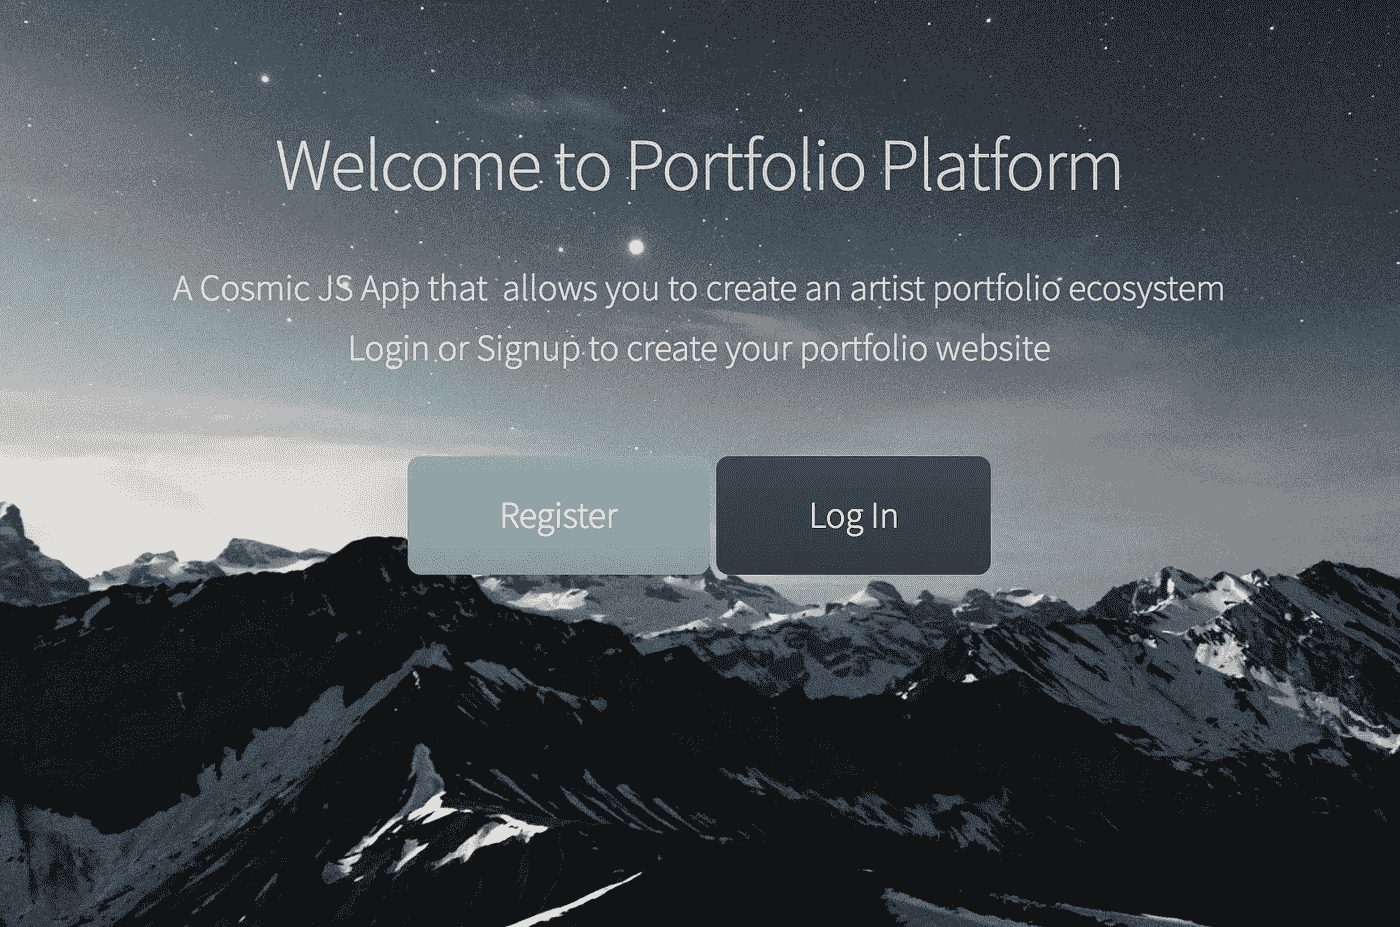 Welcome to Portfolio Platform
A Cosmic JS App that allows you to create an artist portfolio ecosystem
Login or Signup to create your portfolio website
Register
Log In